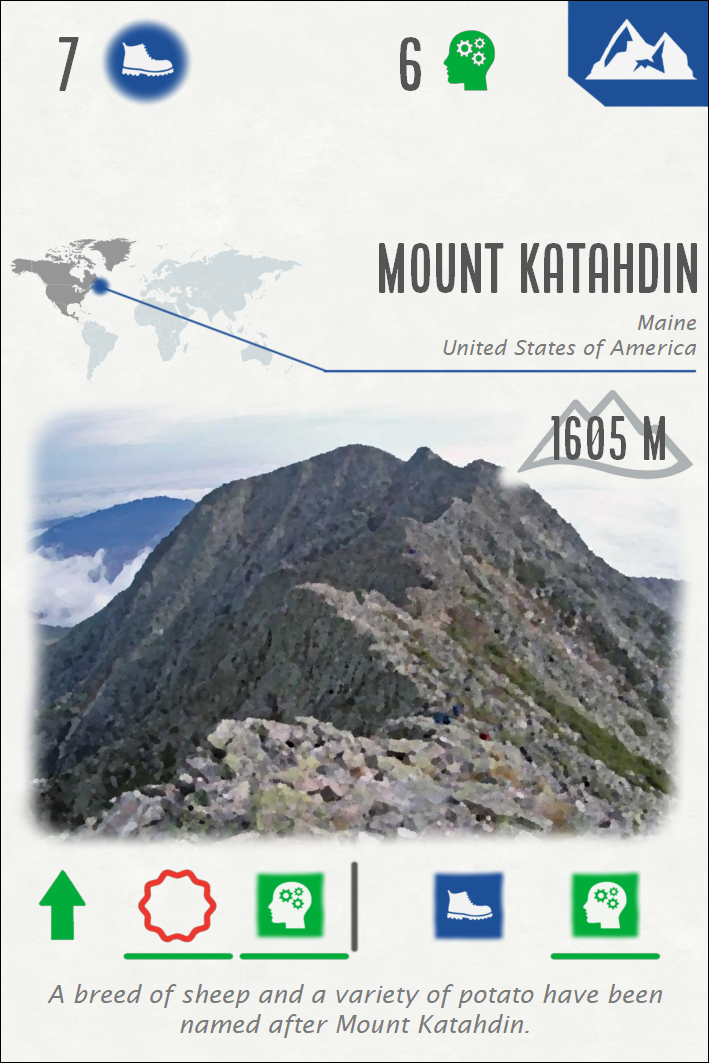 7
6
MOUNT KATAHDIN
Maine
United States of America
1605 M
A breed of sheep and a variety of potato have been
named after Mount Katahdin.